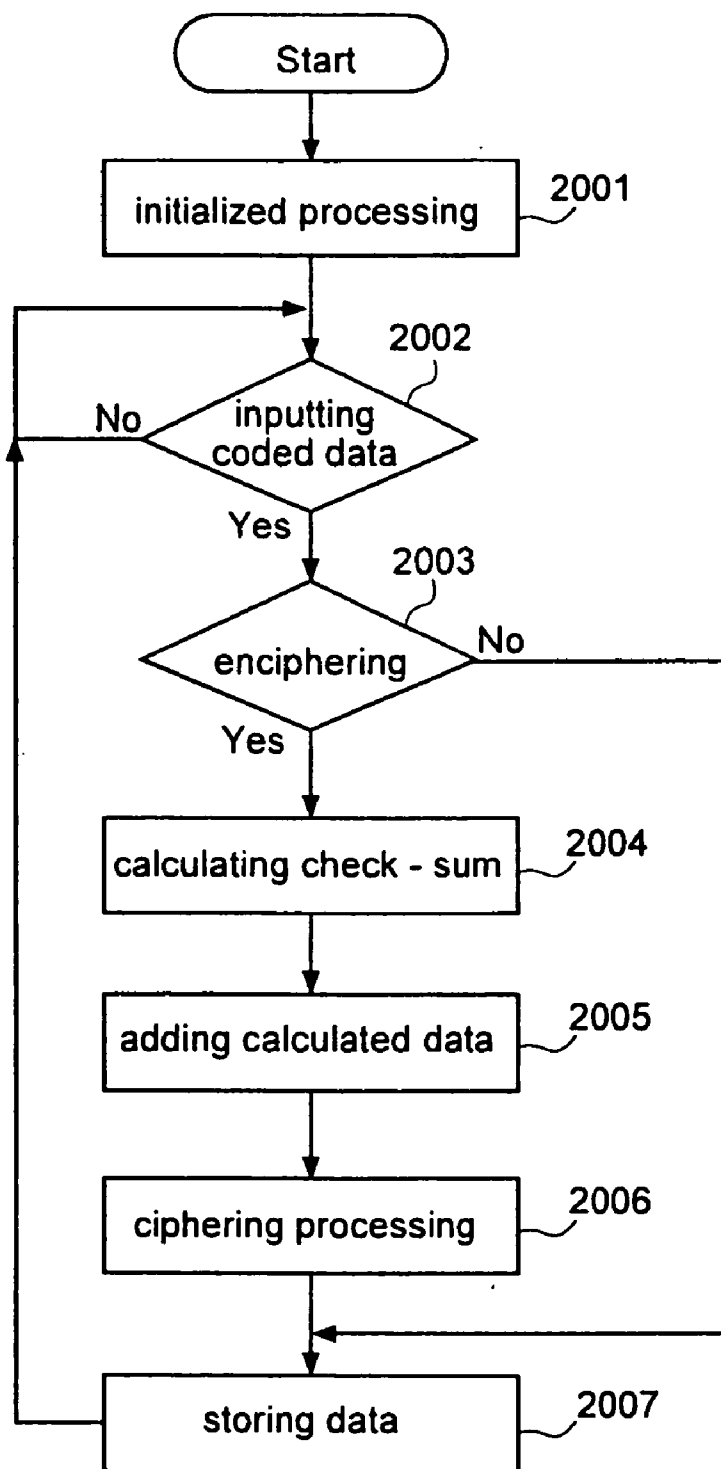 Start
initialized processing
2001
2002
No
inputting
coded data
Yes
2003
enciphering
No
Yes
calculating check - sum
2004
adding calculated data
2005
ciphering processing
2006
storing data
2007